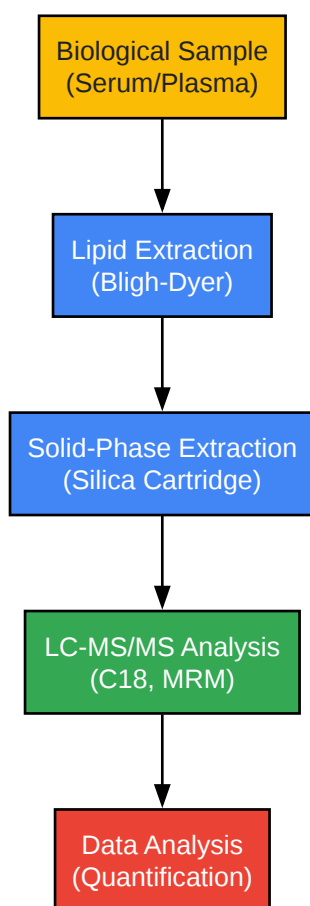 Biological Sample
(Serum/Plasma)
Lipid Extraction
(Bligh-Dyer)
Solid-Phase Extraction
(Silica Cartridge)
LC-MS/MS Analysis
(C18, MRM)
Data Analysis
(Quantification)